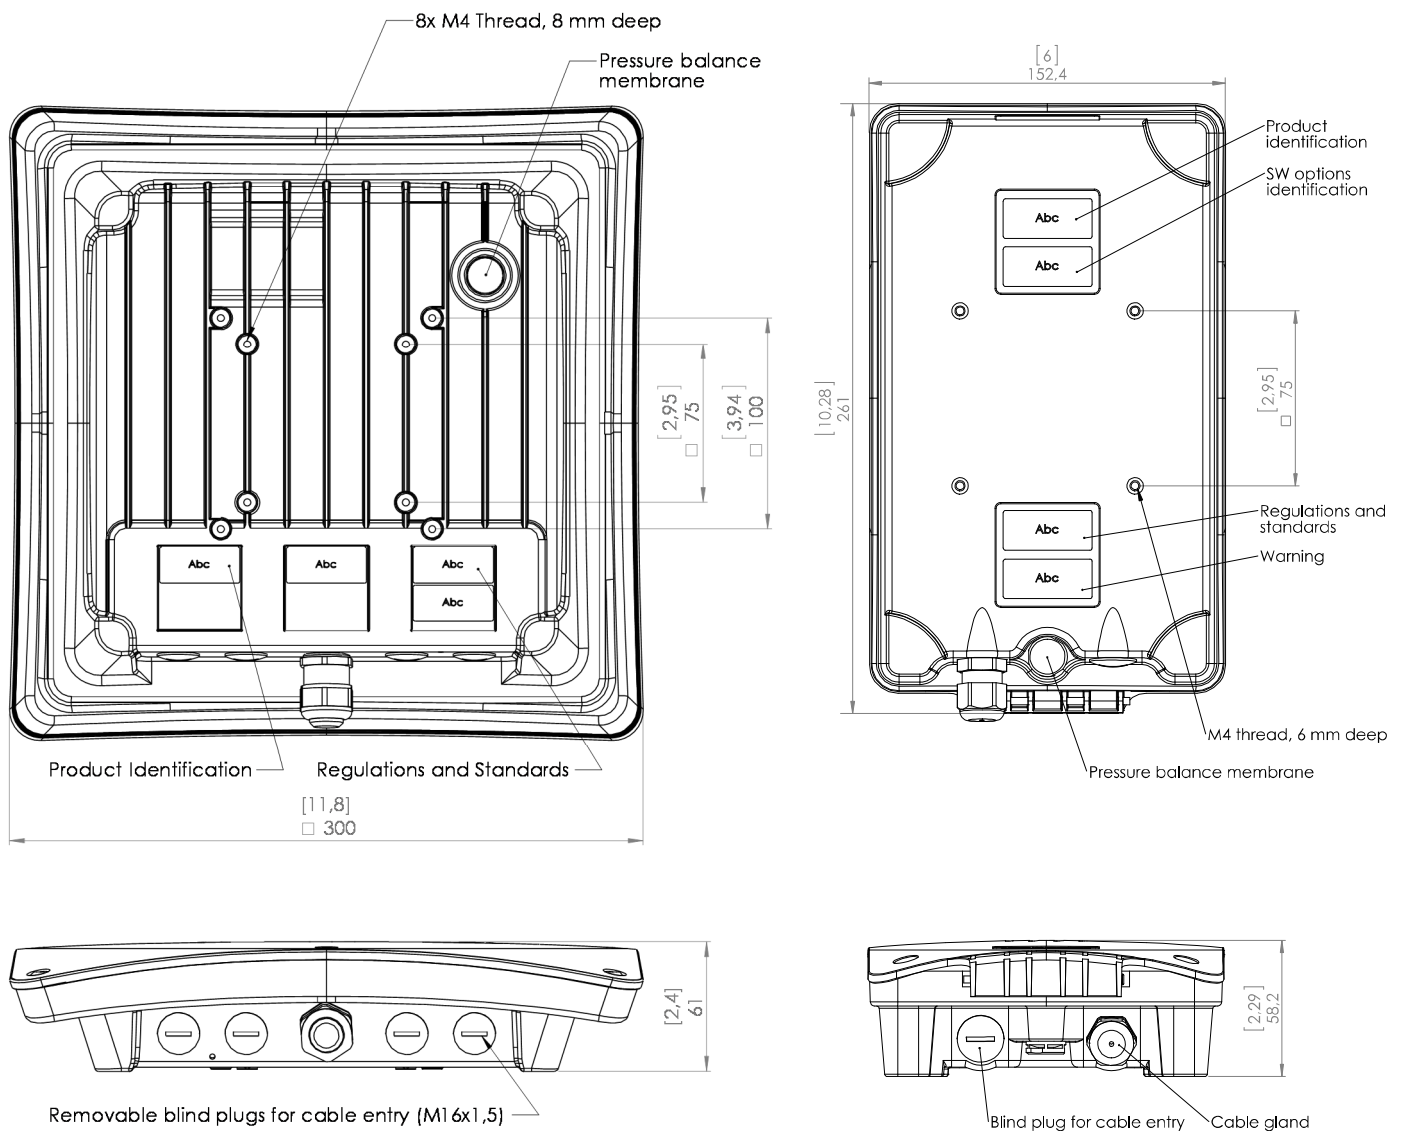 8x M4 Thread, 8 mm deep
Pressure balance
membrane
[2,95]
□ 75
[3,94]
□ 100
Abc
Abc
Abc
Abc
Product Identification
Regulations and Standards
[11,8]
□ 300
[6]
152,4
Product
identification
SW options
identification
Abc
Abc
[10,28]
261
[2,95]
□ 75
Abc
Abc
Regulations and
standards
Warning
M4 thread, 6 mm deep
Pressure balance membrane
[2,4]
61
Removable blind plugs for cable entry (M16x1,5)
[2.29]
58,2
Blind plug for cable entry
Cable gland